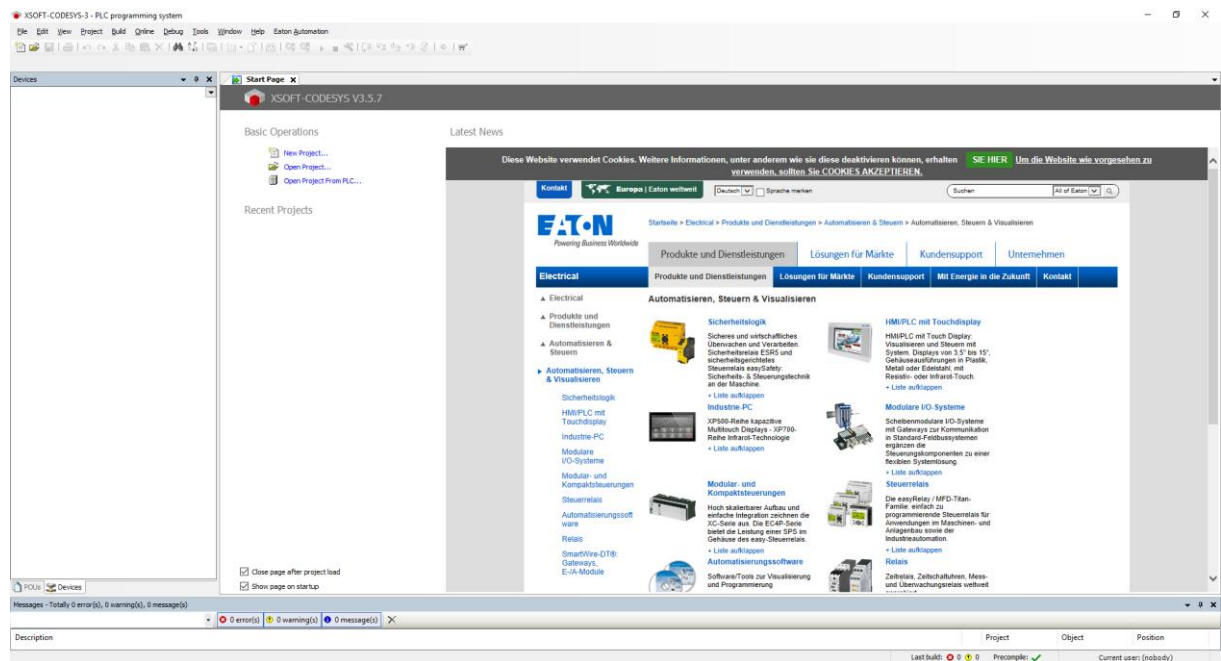 XSOFT-CODESYS-3 - PLC programming system
File Edit View Project Build Online Debug Tools Window Help Eaton Automation
Devices
Start Page
XSOFT-CODESYS V3.5.7
Basic Operations
New Project...
Open Project...
Open Project From PLC...
Recent Projects
Close page after project load
Show page on startup
Latest News
Diese Website verwendet Cookies. Weitere Informationen, unter anderem wie sie diese deaktivieren können, erhalten SIE HIER Um die Website wie vorgesehen zu
verwenden, sollten Sie COOKIES AKZEPTIEREN.
Kontakt Europa | Eaton weltweit Deutsch Sprache merken Suchen All of Eaton
EATON
Powering Business Worldwide
Startseite > Electrical > Produkte und Dienstleistungen > Automatisieren & Steuern > Automatisieren, Steuern & Visualisieren
Produkte und Dienstleistungen Lösungen für Märkte Kundensupport Unternehmen
Electrical
Produkte und Dienstleistungen Lösungen für Märkte Kundensupport Mit Energie in die Zukunft Kontakt
Electrical
Produkte und
Dienstleistungen
Automatisieren &
Steuern
Automatisieren, Steuern
& Visualisieren
Sicherheitslogik
HMI/PLC mit
Touchdisplay
Industrie-PC
Modulare
I/O-Systeme
Modular- und
Kompaktsteuerungen
Steuerrelais
Automatisierungssoft
ware
Relais
SmartWire-DT®:
Gateways,
E-/A-Module
Automatisieren, Steuern & Visualisieren
Sicherheitslogik
Sicheres und wirtschaftliches
Überwachen und Verarbeiten.
Sicherheitsrelais ESR5 und
sicherheitsgerichtetes
Steuerrelais easySafety:
Sicherheits- & Steuerungstechnik
an der Maschine.
+ Liste aufklappen
HMI/PLC mit Touchdisplay
HMI/PLC mit Touch Display:
Visualisieren und Steuern mit
System. Displays von 3,5" bis 15",
Gehäuseausführungen in Plastik,
Metall oder Edelstahl, mit
Resistiv- oder Infrarot-Touch.
+ Liste aufklappen
Industrie-PC
XP500-Reihe kapazitive
Multitouch Displays - XP700-
Reihe Infrarot-Technologie
+ Liste aufklappen
Modulare I/O-Systeme
Scheibenmodulare I/O-Systeme
mit Gateways zur Kommunikation
in Standard-Feldbussystemen
ergänzen die
Steuerungskomponenten zu einer
flexiblen Systemlösung.
+ Liste aufklappen
Modular- und
Kompaktsteuerungen
Hoch skalierbarer Aufbau und
einfache Integration zeichnen die
XC-Serie aus. Die EC4P-Serie
bietet die Leistung einer SPS im
Gehäuse des easy-Steuerrelais.
+ Liste aufklappen
Steuerrelais
Die easyRelay / MFD-Titan-
Familie: einfach zu
programmierende Steuerrelais für
Anwendungen im Maschinen- und
Anlagenbau sowie der
Industrieautomation.
+ Liste aufklappen
Automatisierungssoftware
Software/Tools zur Visualisierung
und Programmierung
Relais
Zeitrelais, Zeitschaltuhren, Mess-
und Überwachungsrelais weltweit
POUs Devices
Messages - Totally 0 error(s), 0 warning(s), 0 message(s)
0 error(s) 0 warning(s) 0 message(s)
Description Project Object Position
Last build: 0 0 Precompile: Current user: (nobody)